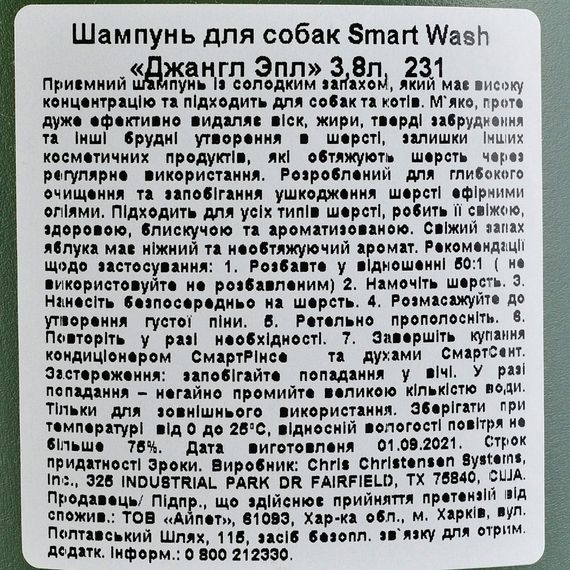 Шампунь для собак Smart Wash
«Джангл Эпл» 3,8л, 231
Приємний шампунь із солодким запахом, який має високу
концентрацію та підходить для собак та котів. М`яко, проте
дуже ефективно видаляє віск, жири, тверді забруднення
та інші брудні утворення в шерсті, залишки інших
косметичних продуктів, які обтяжують шерсть через
регулярне використання. Розроблений для глибокого
очищення та запобігання ушкодження шерсті ефірними
оліями. Підходить для усіх типів шерсті, робить її свіжою,
здоровою, блискучою та ароматизованою. Свіжий запах
яблука має ніжний та необтяжуючий аромат. Рекомендації
щодо застосування: 1. Розбавте у відношенні 50:1 ( не
використовуйте не розбавленим) 2. Намочіть шерсть. 3.
Нанесіть безпосередньо на шерсть. 4. Розмасажуйте до
утворення густої піни. 5. Ретельно прополосніть. 6.
Повторіть у разі необхідності. 7. Завершіть купання
кондиціонером СмартРінсе та духами СмартСент.
Застереження: запобігайте попадання у вічі. У разі
попадання – негайно промийте великою кількістю води.
Тільки для зовнішнього використання. Зберігати при
температурі від 0 до 25°С, відносній вологості повітря не
більше 75%. Дата виготовленя 01.09.2021. Строк
придатності 3роки. Виробник: Chris Christensen Systems,
Inc., 325 INDUSTRIAL PARK DR FAIRFIELD, TX 75840, США.
Продавець/ Підпр., що здійснює прийняття претензій від
спожив.: ТОВ «Айпет», 61093, Хар-ка обл., м. Харків, вул.
Полтавський Шлях, 115, засіб безопл. зв`язку для отрим.
додатк. інформ.: 0 800 212330.